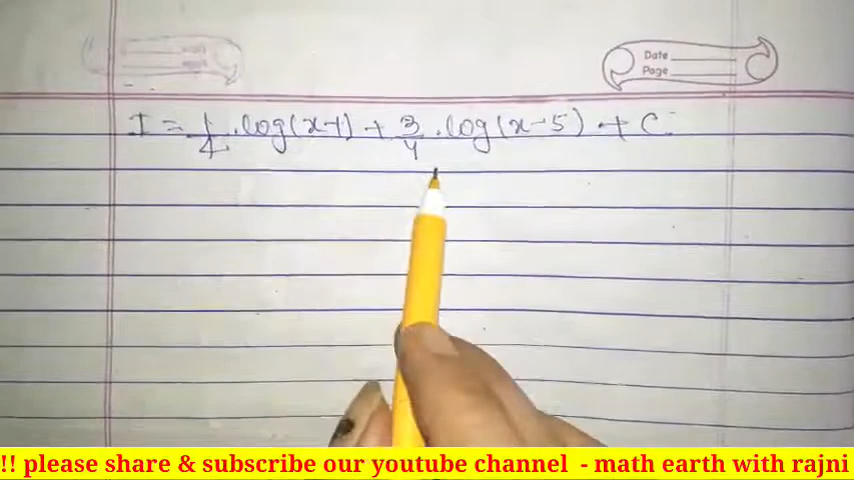 Date
Page
I = 1/4 . log(x-1) + 3/4 . log(x-5) + C
!! please share & subscribe our youtube channel - math earth with rajni